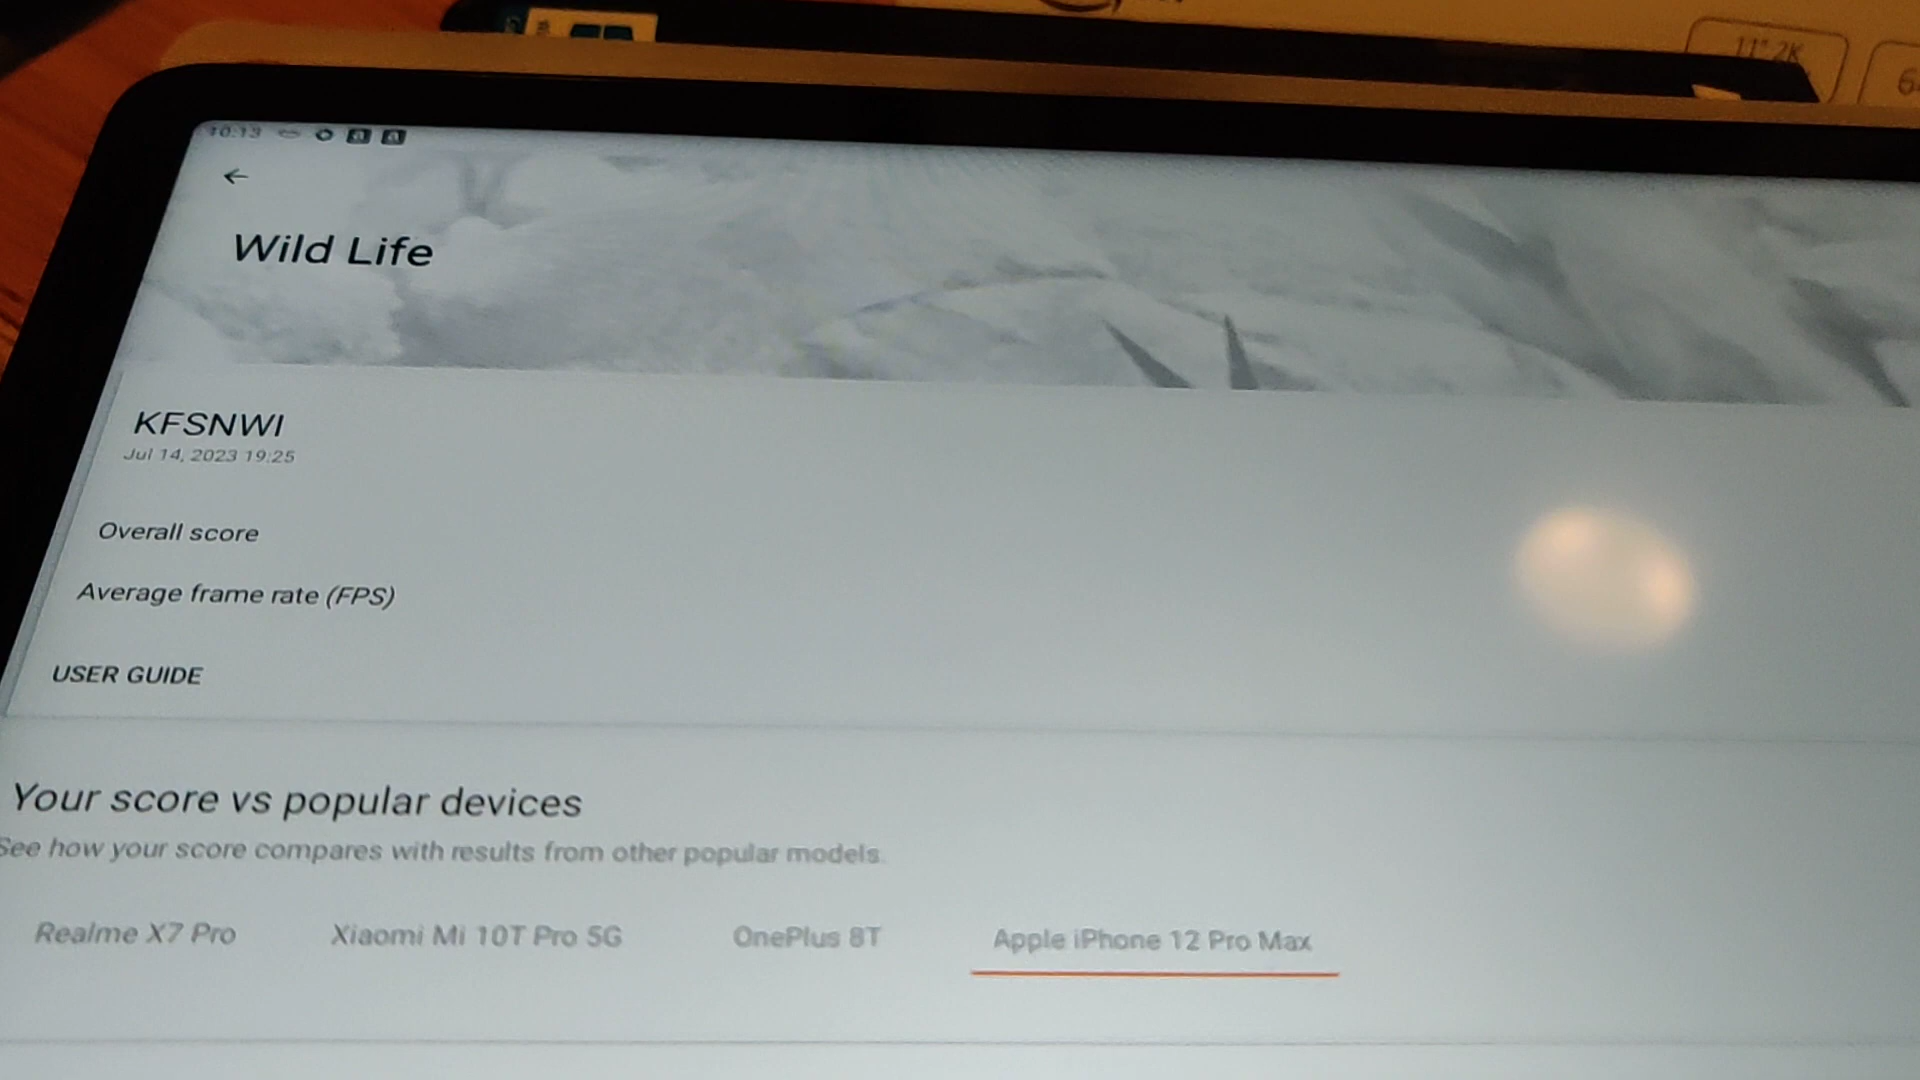 11" 2K
10:13
Wild Life
KFSNWI
Jul 14, 2023 19:25
Overall score
Average frame rate (FPS)
USER GUIDE
Your score vs popular devices
See how your score compares with results from other popular models.
Realme X7 Pro
Xiaomi Mi 10T Pro 5G
OnePlus 8T
Apple iPhone 12 Pro Max